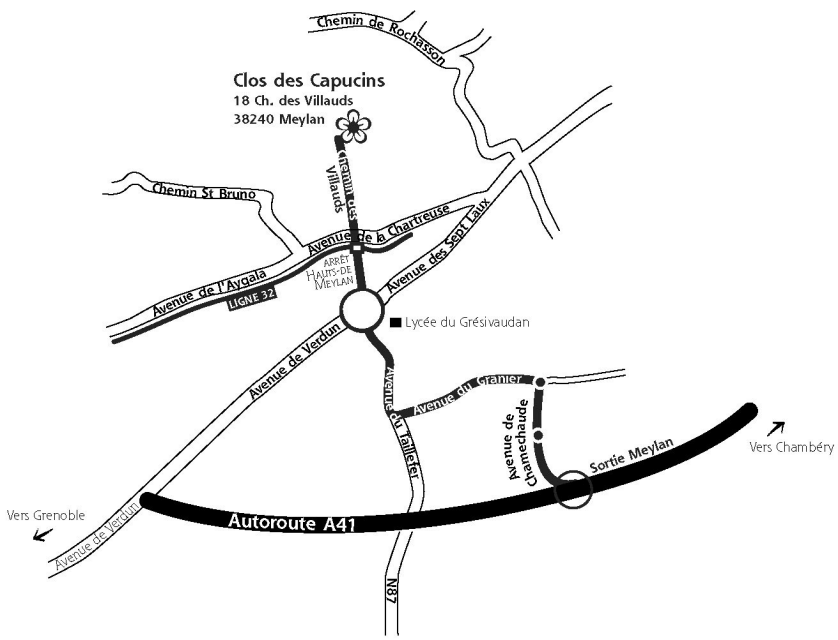 Chemin de Rochasson
Clos des Capucins
18 Ch. des Villauds
38240 Meylan
Chemin des
Villauds
Chemin St Bruno
Avenue de la Chartreuse
Avenue des Sept Laux
ARRÊT
HAUTS-DE
MEYLAN
Avenue de l'Aygala
LIGNE 32
Lycée du Grésivaudan
Avenue de Verdun
Avenue du Granier
Avenue du Taillefer
Avenue de
Chamechaude
Sortie Meylan
Vers Chambéry
Vers Grenoble
Avenue de Verdun
Autoroute A41
N87